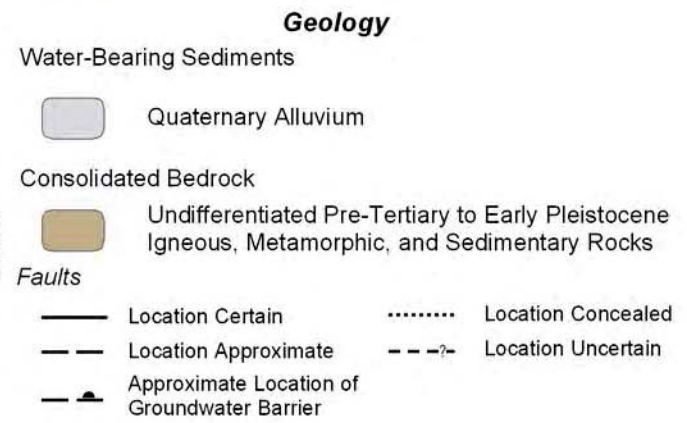 Geology
Water-Bearing Sediments
Quaternary Alluvium
Consolidated Bedrock
Undifferentiated Pre-Tertiary to Early Pleistocene
Igneous, Metamorphic, and Sedimentary Rocks
Faults
Location Certain
Location Concealed
Location Approximate
?
Location Uncertain
Approximate Location of
Groundwater Barrier